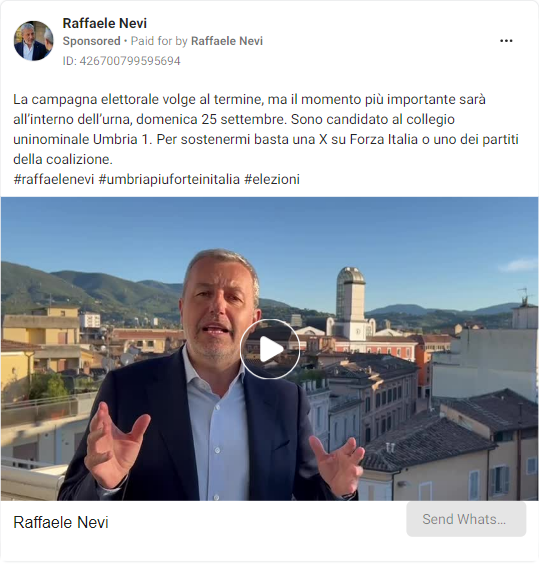 Raffaele Nevi
Sponsored • Paid for by Raffaele Nevi
ID: 426700799595694
La campagna elettorale volge al termine, ma il momento più importante sarà
all'interno dell'urna, domenica 25 settembre. Sono candidato al collegio
uninominale Umbria 1. Per sostenermi basta una X su Forza Italia o uno dei partiti
della coalizione.
#raffaelenevi #umbriapiuforteinitalia #elezioni
Raffaele Nevi
Send Whats...